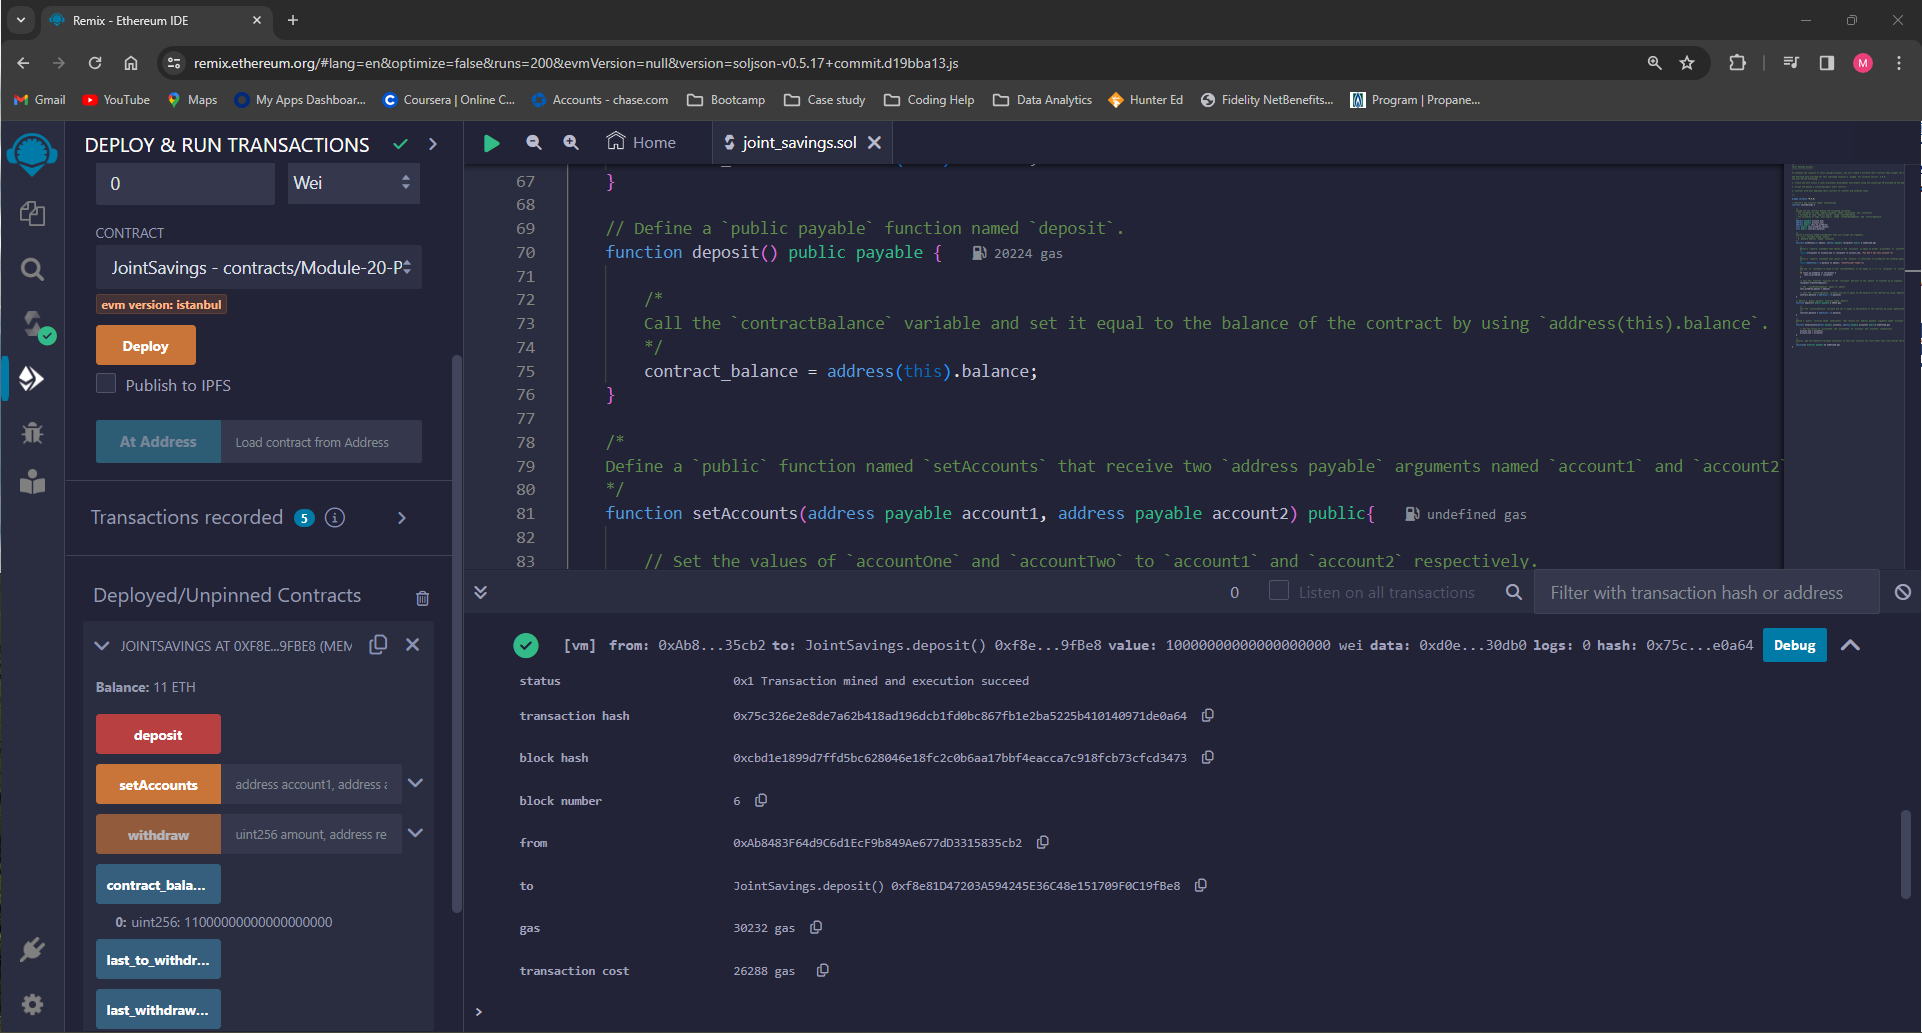 Remix - Ethereum IDE
remix.ethereum.org/#lang=en&optimize=false&runs=200&evmVersion=null&version=soljson-v0.5.17+commit.d19bba13.js
M
Gmail YouTube Maps My Apps Dashboar... Coursera | Online C... Accounts - chase.com Bootcamp Case study Coding Help Data Analytics Hunter Ed Fidelity NetBenefits... Program | Propane...
DEPLOY & RUN TRANSACTIONS
0 Wei
CONTRACT
JointSavings - contracts/Module-20-P
evm version: istanbul
Deploy
Publish to IPFS
At Address Load contract from Address
Transactions recorded 5 i
Deployed/Unpinned Contracts
JOINTSAVINGS AT 0XF8E...9FBE8 (MEM
Balance: 11 ETH
deposit
setAccounts address account1, address a
withdraw uint256 amount, address re
contract_bala...
0: uint256: 11000000000000000000
last_to_withdr...
last_withdraw...
Home joint_savings.sol
67 }
68
69 // Define a `public payable` function named `deposit`.
70 function deposit() public payable { 20224 gas
71
72 /*
73 Call the `contractBalance` variable and set it equal to the balance of the contract by using `address(this).balance`.
74 */
75 contract_balance = address(this).balance;
76 }
77
78 /*
79 Define a `public` function named `setAccounts` that receive two `address payable` arguments named `account1` and `account2`
80 */
81 function setAccounts(address payable account1, address payable account2) public{ undefined gas
82
83 // Set the values of `accountOne` and `accountTwo` to `account1` and `account2` respectively.
0 Listen on all transactions Filter with transaction hash or address
[vm] from: 0xAb8...35cb2 to: JointSavings.deposit() 0xf8e...9fBe8 value: 10000000000000000000 wei data: 0xd0e...30db0 logs: 0 hash: 0x75c...e0a64 Debug
status 0x1 Transaction mined and execution succeed
transaction hash 0x75c326e2e8de7a62b418ad196dcb1fd0bc867fb1e2ba5225b410140971de0a64
block hash 0xcbd1e1899d7ffd5bc628046e18fc2c0b6aa17bbf4eacca7c918fcb73cfcd3473
block number 6
from 0xAb8483F64d9C6d1EcF9b849Ae677dD3315835cb2
to JointSavings.deposit() 0xf8e81D47203A594245E36C48e151709F0C19fBe8
gas 30232 gas
transaction cost 26288 gas
>